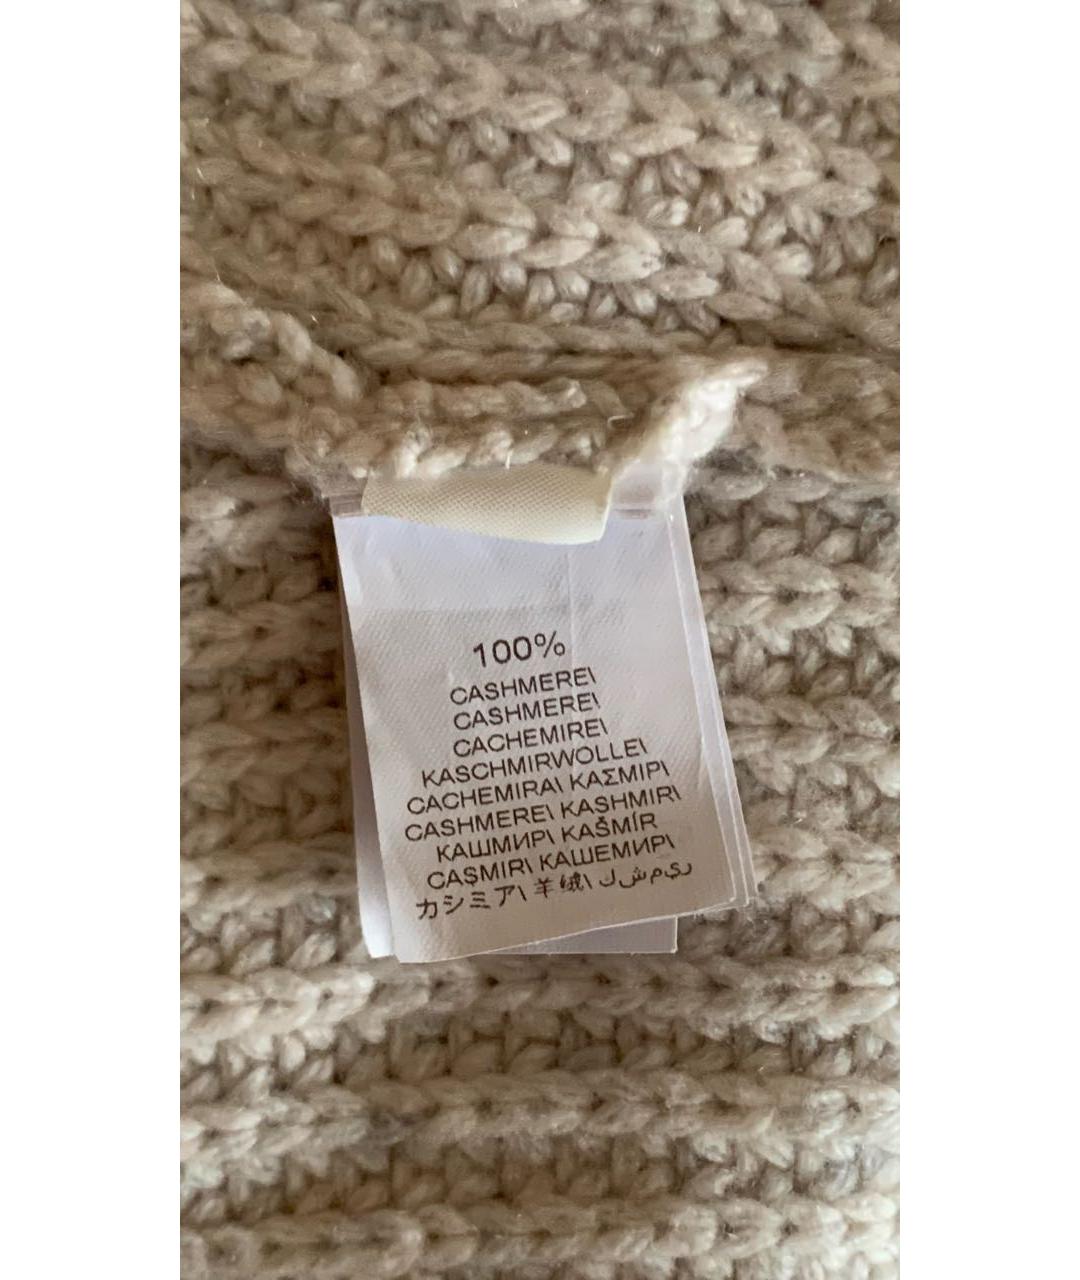 100%
CASHMERE\
CASHMERE\
CACHEMIRE\
KASCHMIRWOLLE\
CACHEMIRA\ ΚΑΣΜΙΡ\
CASHMERE\ KASHMIR\
КАШМИР\ KAŠMÍR
CAŞMIR\ КАШЕМИР\
カシミア\ 羊绒\ ريمشك